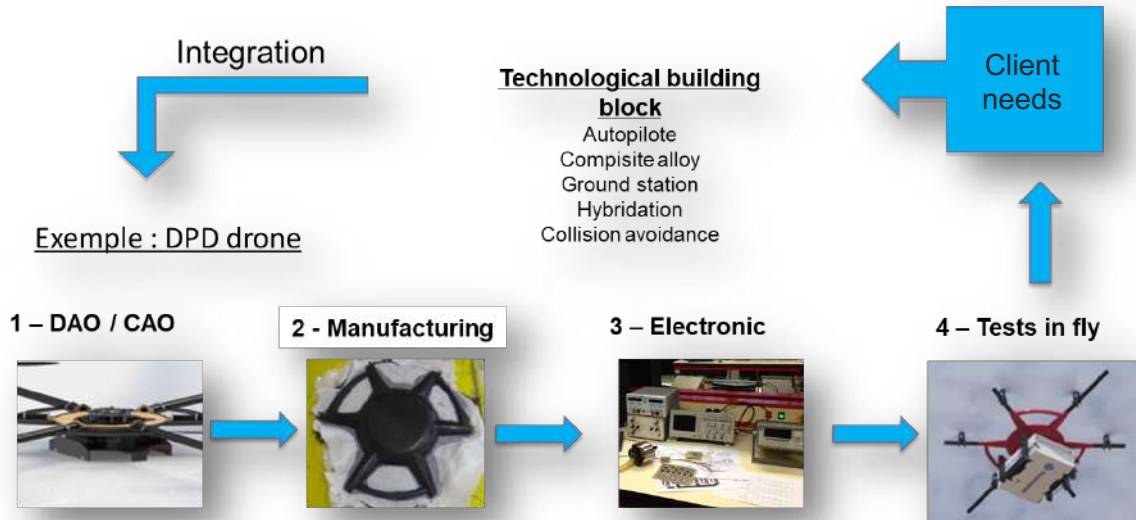 Integration
Client
needs
Technological building
block
Autopilote
Compisite alloy
Ground station
Hybridation
Collision avoidance
Exemple : DPD drone
1 – DAO / CAO
2 - Manufacturing
3 – Electronic
4 – Tests in fly